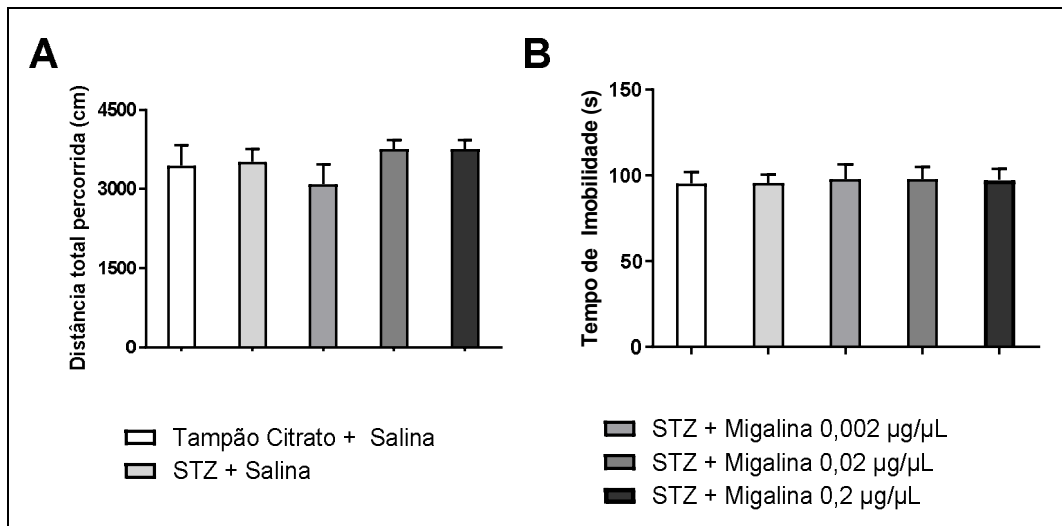 A
Distância total percorrida (cm)
4500
3000
1500
0
B
Tempo de Imobilidade (s)
150
100
50
0
Tampão Citrato + Salina
STZ + Salina
STZ + Migalina 0,002 µg/µL
STZ + Migalina 0,02 µg/µL
STZ + Migalina 0,2 µg/µL